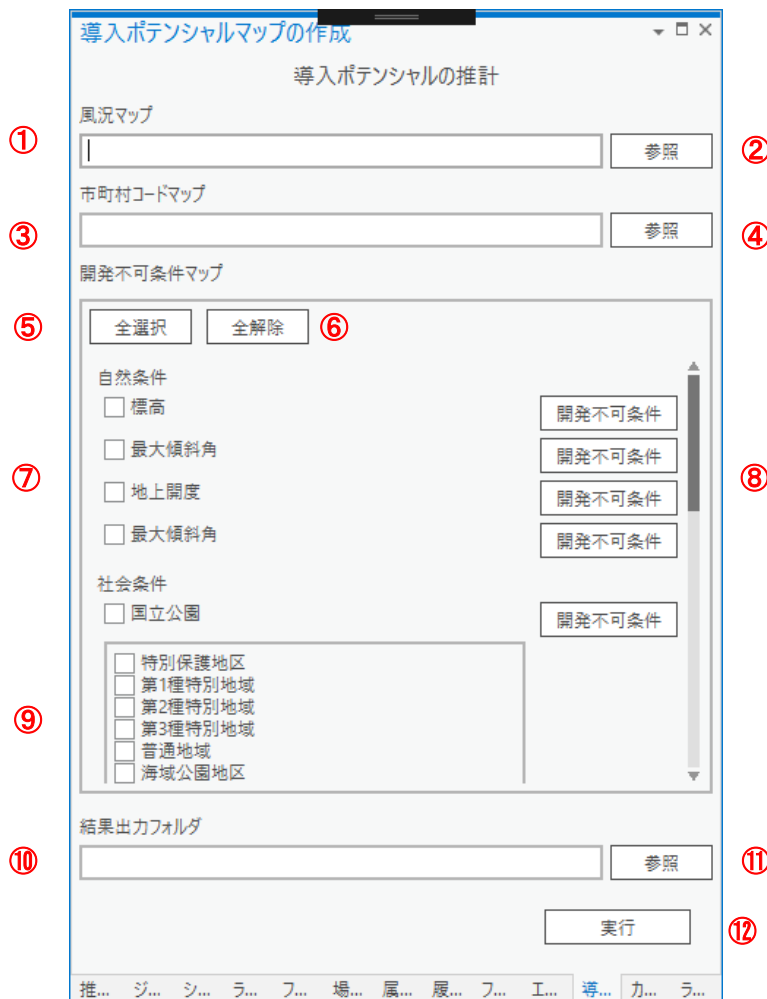 導入ポテンシャルマップの作成
導入ポテンシャルの推計
風況マップ
① 参照 ②
市町村コードマップ
③ 参照 ④
開発不可条件マップ
⑤ 全選択 全解除 ⑥
自然条件
標高 開発不可条件
最大傾斜角 開発不可条件
⑦ 地上開度 開発不可条件 ⑧
最大傾斜角 開発不可条件
社会条件
国立公園 開発不可条件
特別保護地区
第1種特別地域
第2種特別地域
⑨ 第3種特別地域
普通地域
海域公園地区
結果出力フォルダ
⑩ 参照 ⑪
実行 ⑫
推... ジ... シ... ラ... フ... 場... 属... 履... フ... エ... 導... カ... ラ...